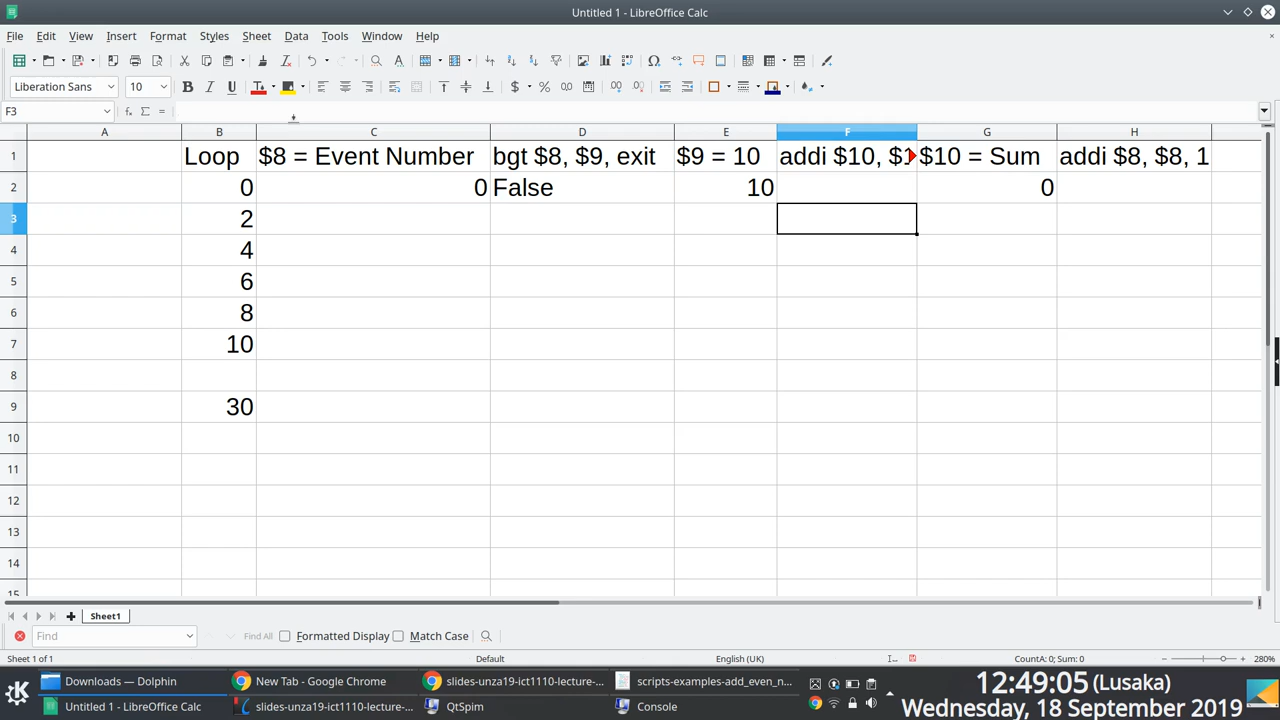 Untitled 1 - LibreOffice Calc
File Edit View Insert Format Styles Sheet Data Tools Window Help
Liberation Sans 10
F3
A B C D E F G H
1 Loop $8 = Event Number bgt $8, $9, exit $9 = 10 addi $10, $1 $10 = Sum addi $8, $8, 1
2 0 0 False 10 0
3 2
4 4
5 6
6 8
7 10
8
9 30
10
11
12
13
14
15
Sheet1
Find Find All Formatted Display Match Case
Sheet 1 of 1 Default English (UK) CountA: 0; Sum: 0 280%
Downloads — Dolphin New Tab - Google Chrome slides-unza19-ict1110-lecture-... scripts-examples-add_even_n... 12:49:05 (Lusaka)
Untitled 1 - LibreOffice Calc slides-unza19-ict1110-lecture-... QtSpim Console Wednesday, 18 September 2019